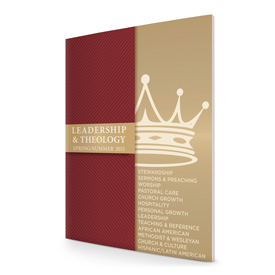 LEADERSHIP
& THEOLOGY
SPRING/SUMMER 2015
STEWARDSHIP
SERMONS & PREACHING
WORSHIP
PASTORAL CARE
CHURCH GROWTH
HOSPITALITY
PERSONAL GROWTH
LEADERSHIP
TEACHING & REFERENCE
AFRICAN AMERICAN
METHODIST & WESLEYAN
CHURCH & CULTURE
HISPANIC/LATIN AMERICAN